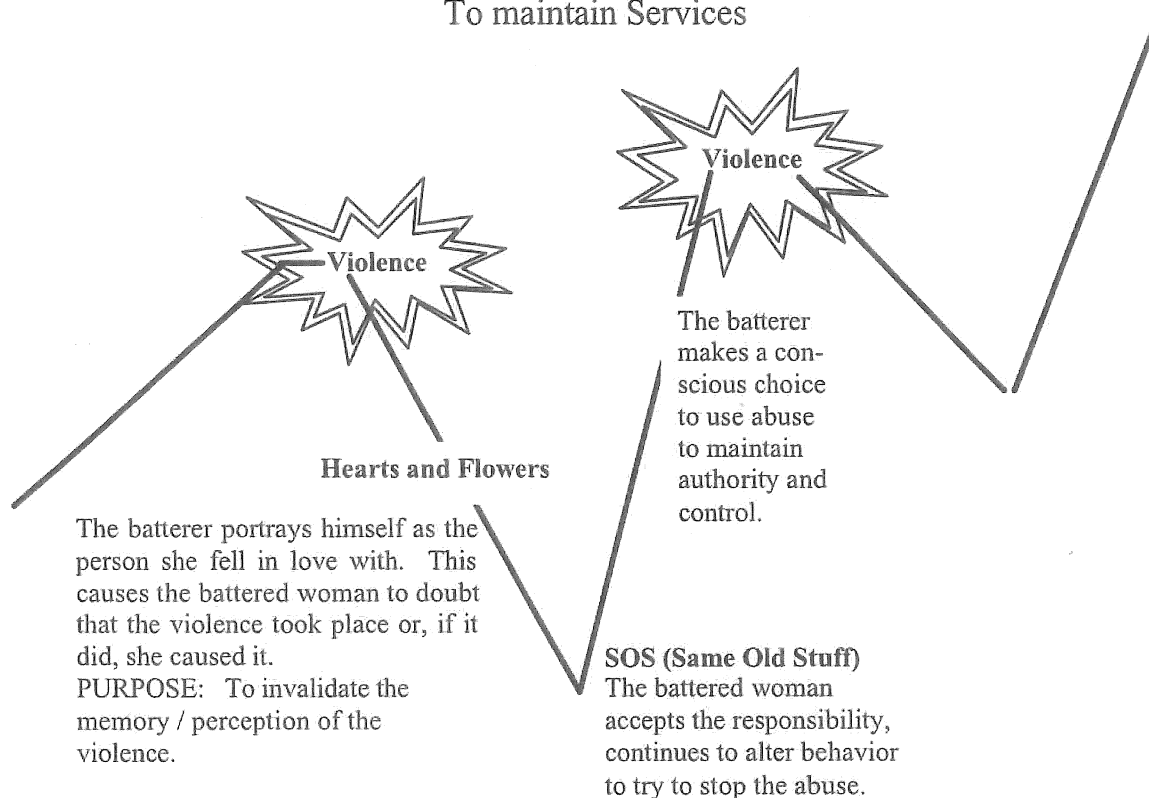 To maintain Services
Violence
Violence
The batterer
makes a con-
scious choice
to use abuse
to maintain
authority and
control.
Hearts and Flowers
The batterer portrays himself as the
person she fell in love with. This
causes the battered woman to doubt
that the violence took place or, if it
did, she caused it.
PURPOSE: To invalidate the
memory / perception of the
violence.
SOS (Same Old Stuff)
The battered woman
accepts the responsibility,
continues to alter behavior
to try to stop the abuse.